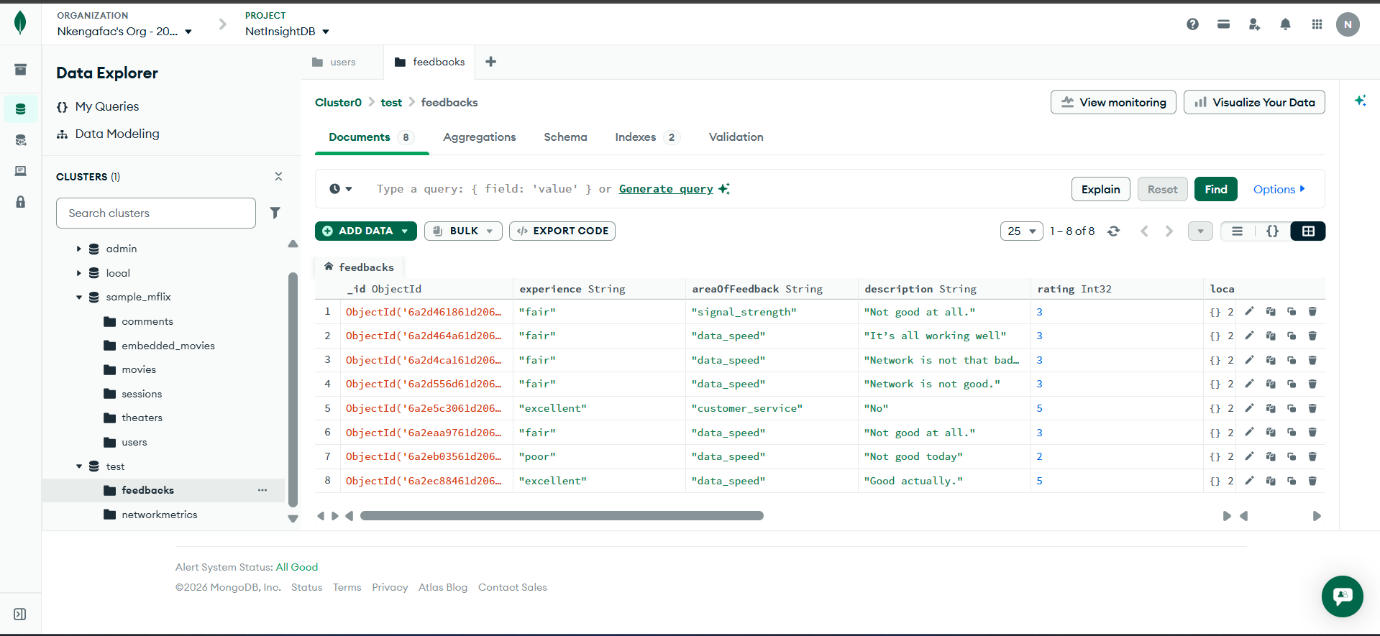 ORGANIZATION
Nkengafac's Org - 20...
PROJECT
NetInsightDB
N
Data Explorer
My Queries
Data Modeling
CLUSTERS (1)
Search clusters
admin
local
sample_mflix
comments
embedded_movies
movies
sessions
theaters
users
test
feedbacks
networkmetrics
users
feedbacks
Cluster0 > test > feedbacks
View monitoring
Visualize Your Data
Documents 8
Aggregations
Schema
Indexes 2
Validation
Type a query: { field: 'value' } or Generate query
Explain
Reset
Find
Options
ADD DATA
BULK
EXPORT CODE
25
1 – 8 of 8
feedbacks
_id ObjectId experience String areaOfFeedback String description String rating Int32 loca
1 ObjectId('6a2d461861d206… "fair" "signal_strength" "Not good at all." 3 {} 2
2 ObjectId('6a2d464a61d206… "fair" "data_speed" "It's all working well" 3 {} 2
3 ObjectId('6a2d4ca161d206… "fair" "data_speed" "Network is not that bad… 3 {} 2
4 ObjectId('6a2d556d61d206… "fair" "data_speed" "Network is not good." 3 {} 2
5 ObjectId('6a2e5c3061d206… "excellent" "customer_service" "No" 5 {} 2
6 ObjectId('6a2eaa9761d206… "fair" "data_speed" "Not good at all." 3 {} 2
7 ObjectId('6a2eb03561d206… "poor" "data_speed" "Not good today" 2 {} 2
8 ObjectId('6a2ec88461d206… "excellent" "data_speed" "Good actually." 5 {} 2
Alert System Status: All Good
©2026 MongoDB, Inc. Status Terms Privacy Atlas Blog Contact Sales